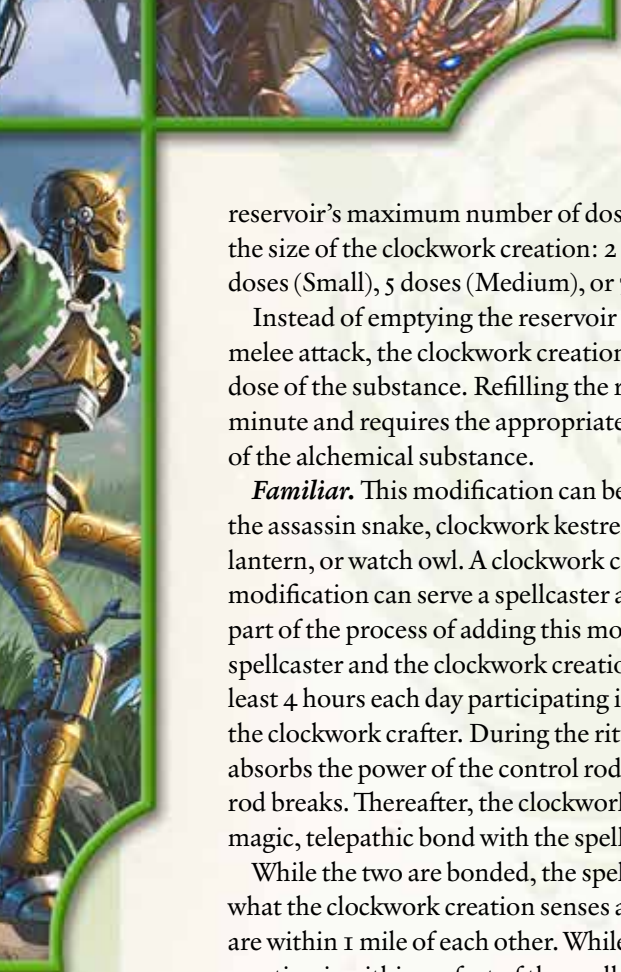 reservoir’s maximum number of dos
the size of the clockwork creation: 2
doses (Small), 5 doses (Medium), or
Instead of emptying the reservoir
melee attack, the clockwork creation
dose of the substance. Refilling the r
minute and requires the appropriate
of the alchemical substance.
Familiar. This modification can be
the assassin snake, clockwork kestre
lantern, or watch owl. A clockwork c
modification can serve a spellcaster a
part of the process of adding this mo
spellcaster and the clockwork creatio
least 4 hours each day participating i
the clockwork crafter. During the rit
absorbs the power of the control rod
rod breaks. Thereafter, the clockwork
magic, telepathic bond with the spell
While the two are bonded, the spel
what the clockwork creation senses a
are within 1 mile of each other. While